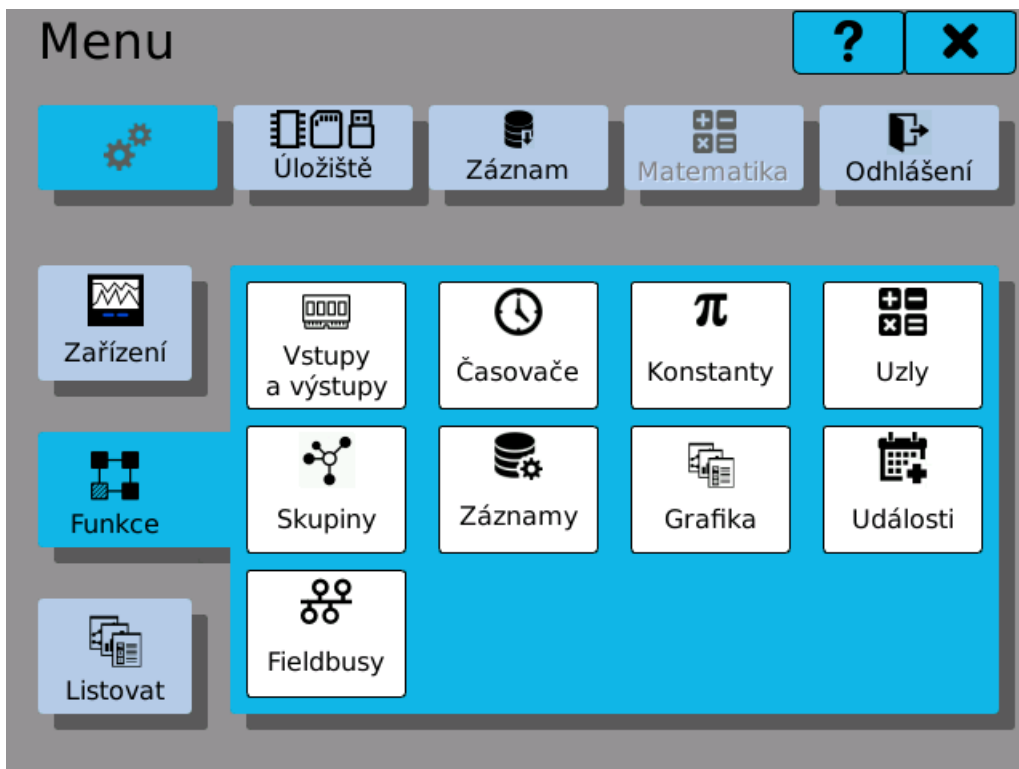 Menu
?
Úložiště
Záznam
Matematika
Odhlášení
Zařízení
Vstupy
a výstupy
Časovače
π
Konstanty
Uzly
Funkce
Skupiny
Záznamy
Grafika
Události
Listovat
Fieldbusy